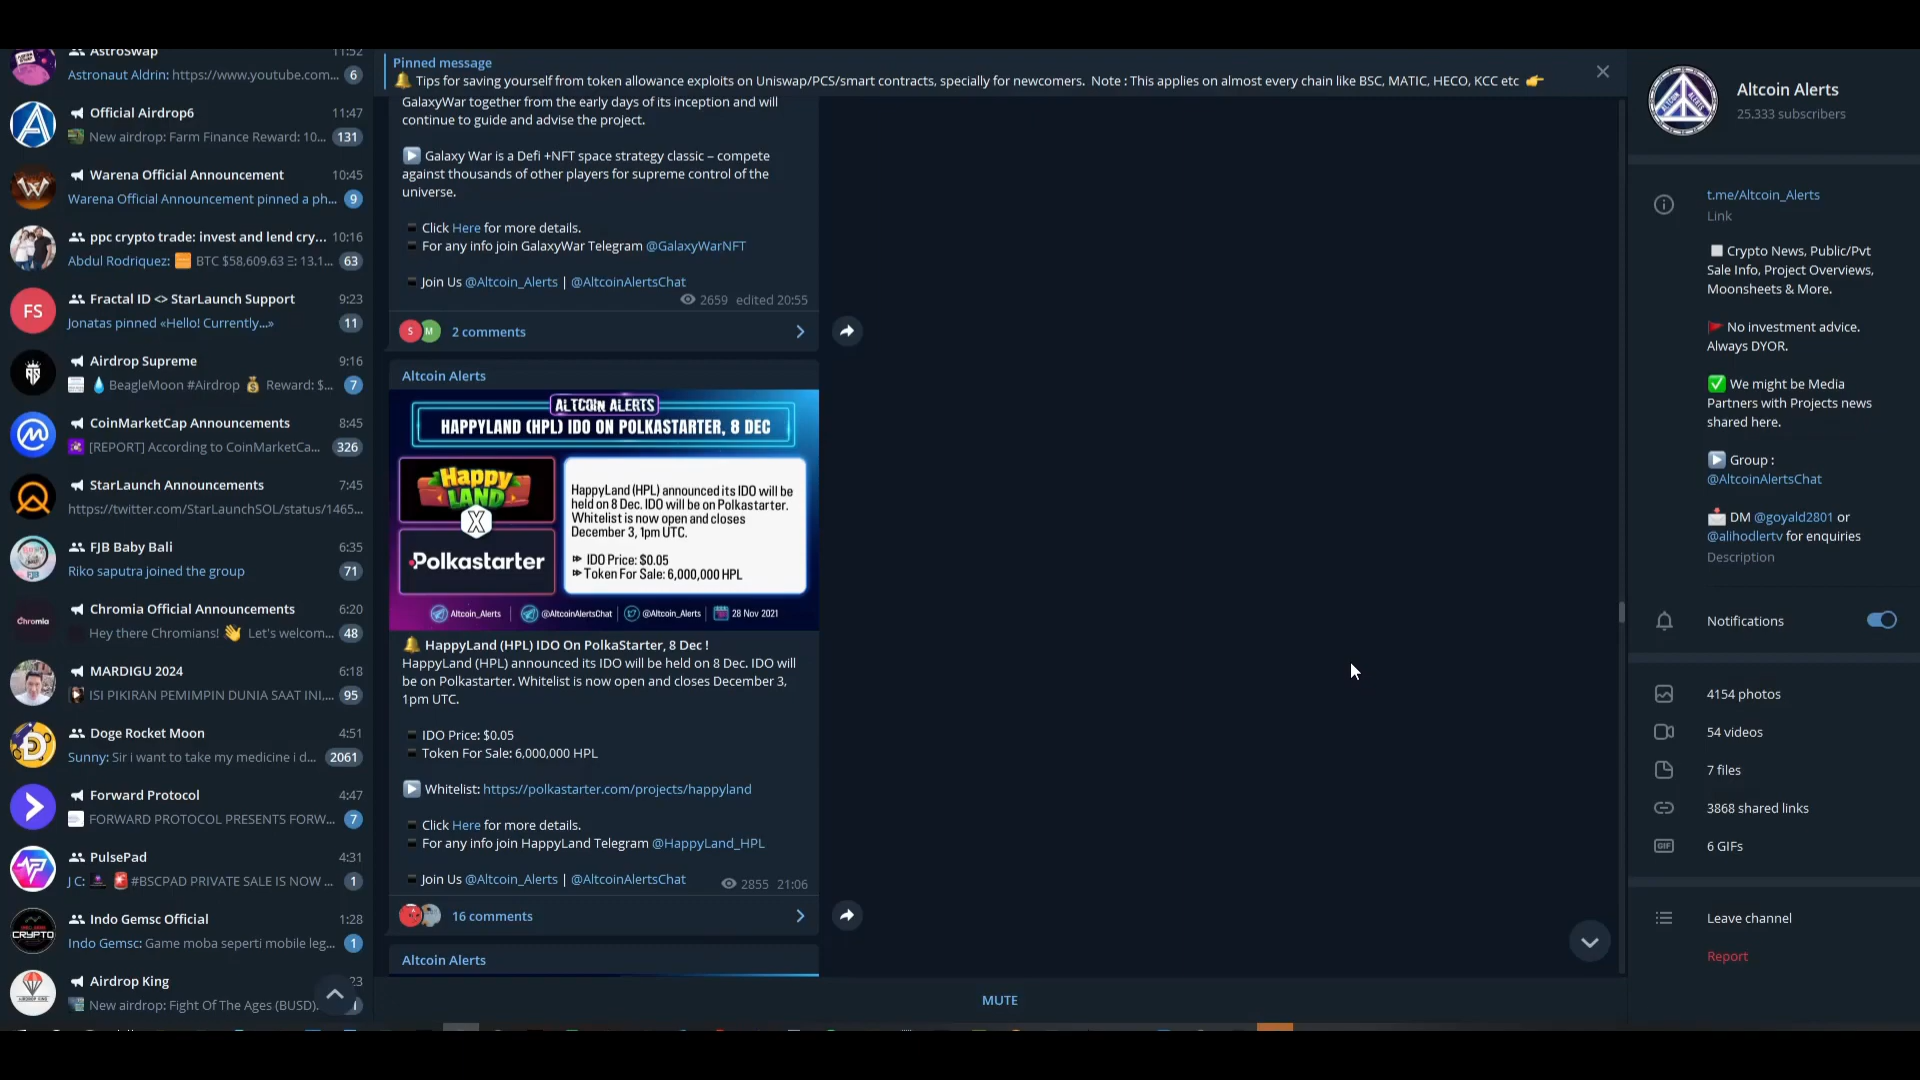 AstroSwap
11:52
Astronaut Aldrin: https://www.youtube.com...
6
Official Airdrop6
11:47
New airdrop: Farm Finance Reward: 10...
131
Warena Official Announcement
10:45
Warena Official Announcement pinned a ph...
9
ppc crypto trade: invest and lend cry...
10:16
Abdul Rodriquez: 🟧 BTC $58,609.63 Ξ: 13.1...
63
FS
Fractal ID <> StarLaunch Support
9:23
Jonatas pinned «Hello! Currently...»
11
Airdrop Supreme
9:16
💧 BeagleMoon #Airdrop 💰 Reward: $...
7
CoinMarketCap Announcements
8:45
[REPORT] According to CoinMarketCa...
326
StarLaunch Announcements
7:45
https://twitter.com/StarLaunchSOL/status/1465...
FJB Baby Bali
6:35
Riko saputra joined the group
71
Chromia
Chromia Official Announcements
6:20
Hey there Chromians! 👋 Let's welcom...
48
MARDIGU 2024
6:18
ISI PIKIRAN PEMIMPIN DUNIA SAAT INI,...
95
Doge Rocket Moon
4:51
Sunny: Sir i want to take my medicine i d...
2061
Forward Protocol
4:47
FORWARD PROTOCOL PRESENTS FORW...
7
PulsePad
4:31
J C: 🚨 #BSCPAD PRIVATE SALE IS NOW ...
1
CRYPTO
Indo Gemsc Official
1:28
Indo Gemsc: Game moba seperti mobile leg...
1
Airdrop King
23
New airdrop: Fight Of The Ages (BUSD)
Pinned message
🔔 Tips for saving yourself from token allowance exploits on Uniswap/PCS/smart contracts, specially for newcomers. Note : This applies on almost every chain like BSC, MATIC, HECO, KCC etc 👉
GalaxyWar together from the early days of its inception and will
continue to guide and advise the project.
▶️ Galaxy War is a Defi +NFT space strategy classic – compete
against thousands of other players for supreme control of the
universe.
Click Here for more details.
For any info join GalaxyWar Telegram @GalaxyWarNFT
Join Us @Altcoin_Alerts | @AltcoinAlertsChat
2659 edited 20:55
S M 2 comments
Altcoin Alerts
ALTCOIN ALERTS
HAPPYLAND (HPL) IDO ON POLKASTARTER, 8 DEC
Happy
LAND
X
Polkastarter
HappyLand (HPL) announced its IDO will be
held on 8 Dec. IDO will be on Polkastarter.
Whitelist is now open and closes
December 3, 1pm UTC.
IDO Price: $0.05
Token For Sale: 6,000,000 HPL
Altcoin_Alerts | @AltcoinAlertsChat | @Altcoin_Alerts | 28 Nov 2021
🔔 HappyLand (HPL) IDO On PolkaStarter, 8 Dec !
HappyLand (HPL) announced its IDO will be held on 8 Dec. IDO will
be on Polkastarter. Whitelist is now open and closes December 3,
1pm UTC.
IDO Price: $0.05
Token For Sale: 6,000,000 HPL
▶️ Whitelist: https://polkastarter.com/projects/happyland
Click Here for more details.
For any info join HappyLand Telegram @HappyLand_HPL
Join Us @Altcoin_Alerts | @AltcoinAlertsChat
2855 21:06
16 comments
Altcoin Alerts
MUTE
Altcoin Alerts
25,333 subscribers
t.me/Altcoin_Alerts
Link
Crypto News, Public/Pvt
Sale Info, Project Overviews,
Moonsheets & More.
🚩 No investment advice.
Always DYOR.
✅ We might be Media
Partners with Projects news
shared here.
▶️ Group :
@AltcoinAlertsChat
📩 DM @goyald2801 or
@alihodlertv for enquiries
Description
Notifications
4154 photos
54 videos
7 files
3868 shared links
GIF 6 GIFs
Leave channel
Report